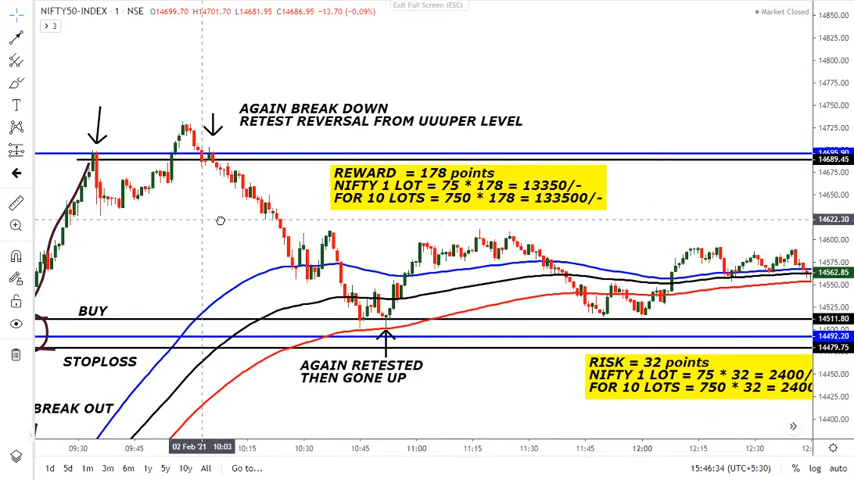 Exit Full Screen (ESC)
NIFTY50-INDEX · 1 · NSE O14699.70 H14701.70 L14681.95 C14686.95 -13.70 (-0.09%)
Market Closed
3
14850.00
14825.00
14800.00
14775.00
14750.00
14725.00
AGAIN BREAK DOWN
RETEST REVERSAL FROM UUUPER LEVEL
14695.90
14689.45
14675.00
REWARD = 178 points
NIFTY 1 LOT = 75 * 178 = 13350/-
FOR 10 LOTS = 750 * 178 = 133500/-
14650.00
14622.30
14600.00
14575.00
14562.85
14550.00
14525.00
BUY
14511.80
14500.00
14492.20
14479.75
STOPLOSS
AGAIN RETESTED
THEN GONE UP
RISK = 32 points
NIFTY 1 LOT = 75 * 32 = 2400/
FOR 10 LOTS = 750 * 32 = 2400
14450.00
14425.00
14400.00
BREAK OUT
09:30 09:45 02 Feb '21 10:03 10:15 10:30 10:45 11:00 11:15 11:30 11:45 12:00 12:15 12:30 12:
1d 5d 1m 3m 6m 1y 5y 10y All Go to... 15:46:34 (UTC+5:30) % log auto